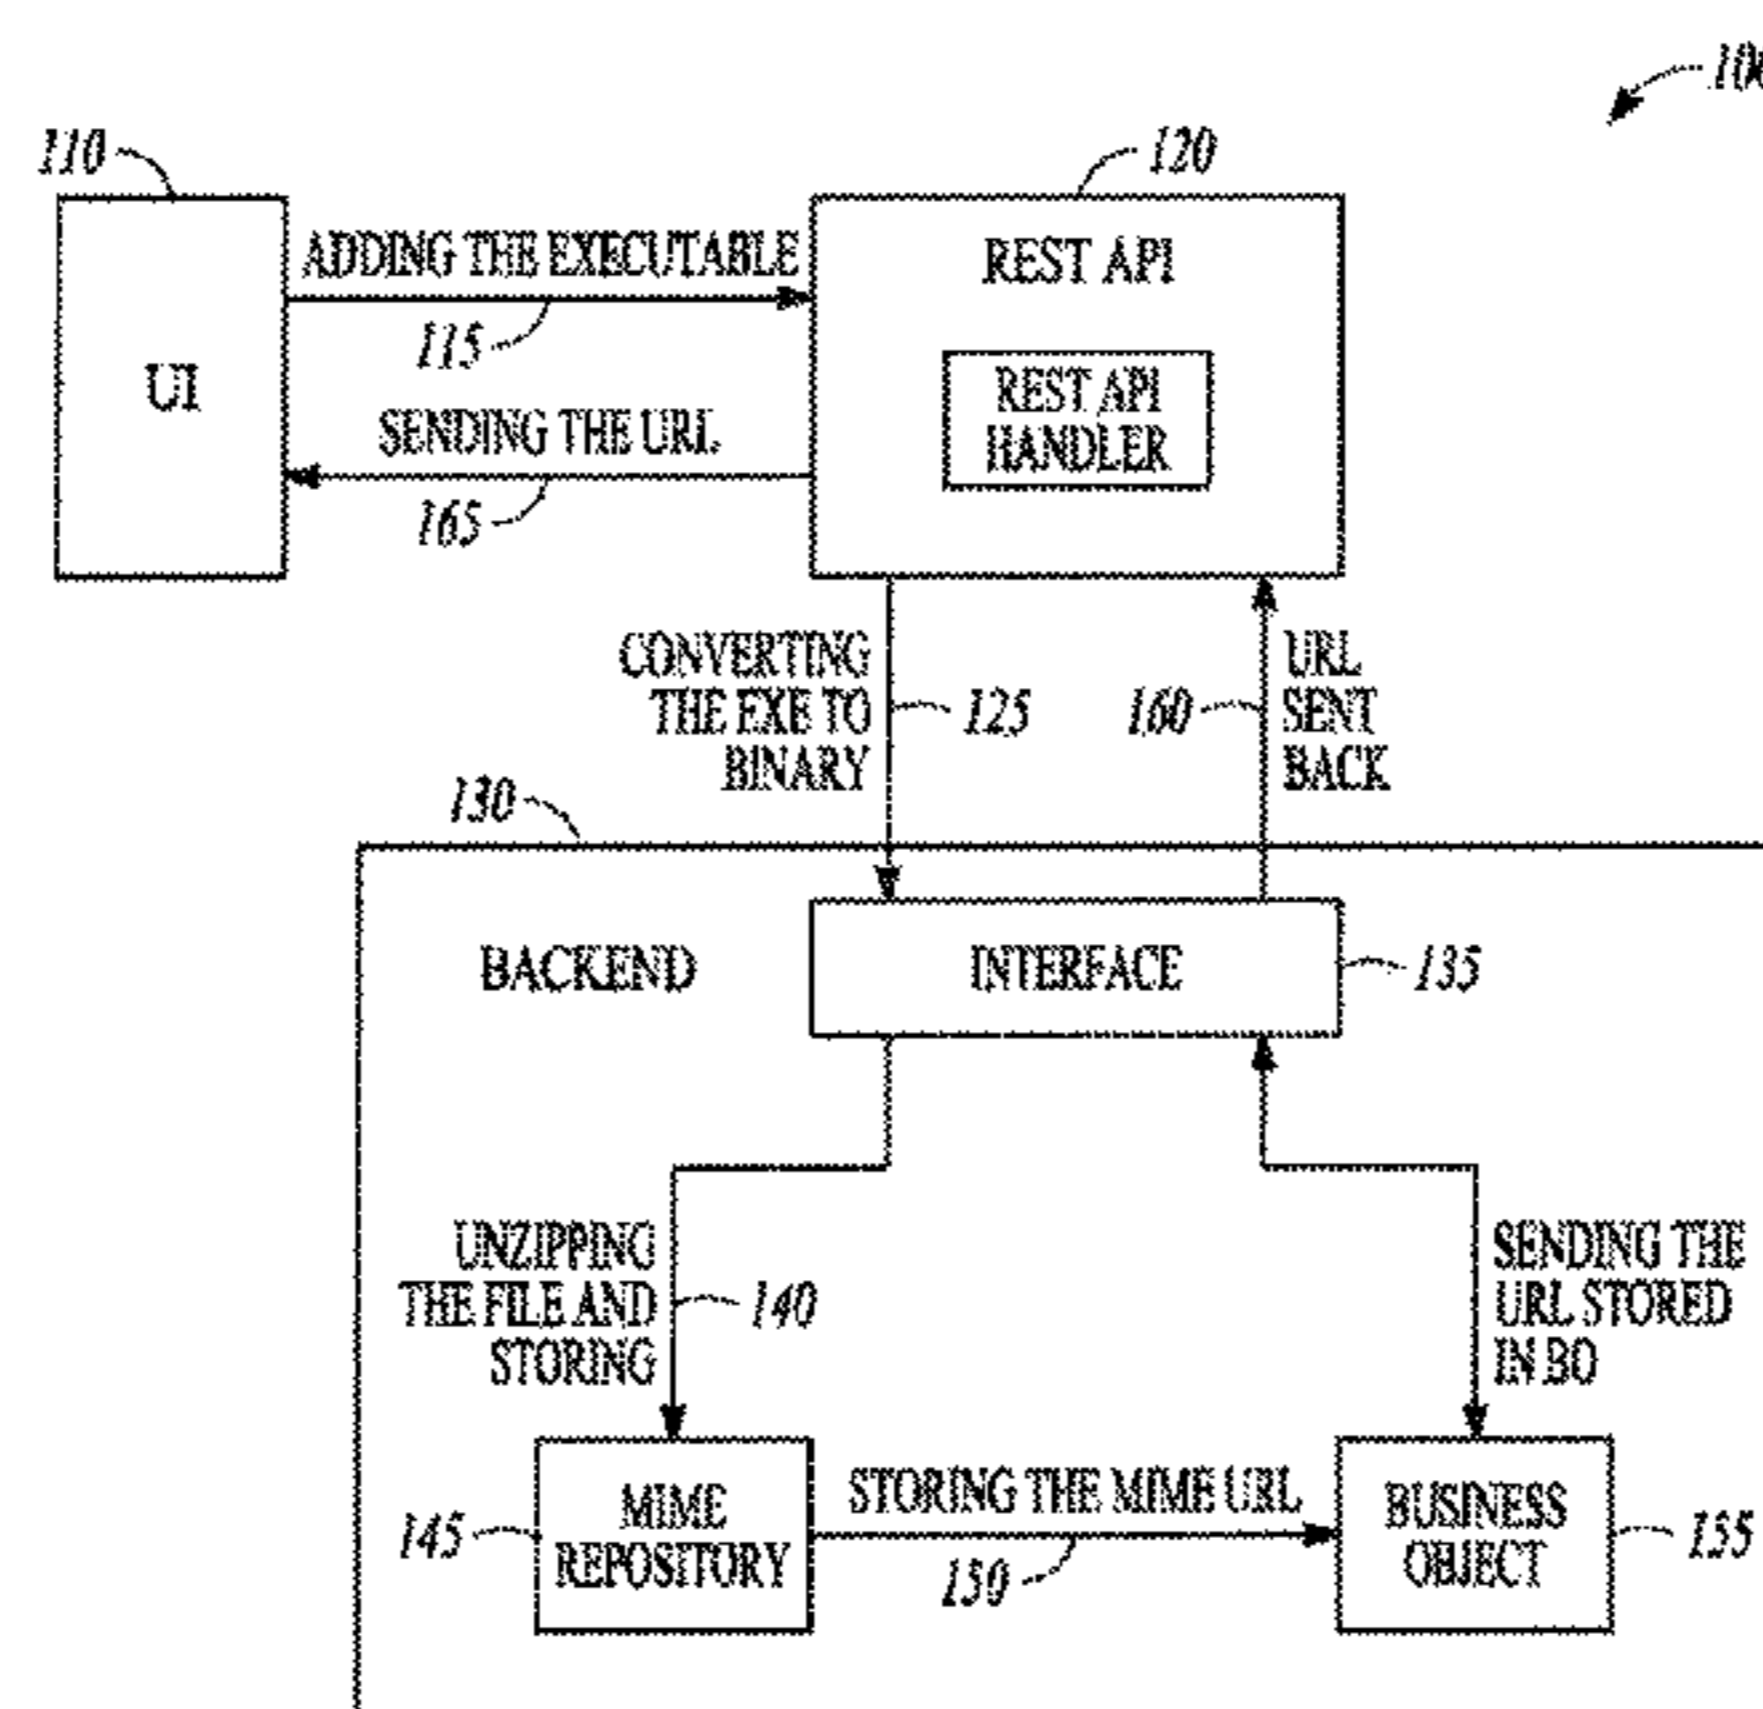 100
110
120
ADDING THE EXECUTABLE
115
UI
SENDING THE URL
165
REST API
REST API
HANDLER
CONVERTING
THE EXE TO
BINARY
125
160
URL
SENT
BACK
130
BACKEND
INTERFACE
135
UNZIPPING
THE FILE AND
STORING
140
SENDING THE
URL STORED
IN BO
MIME
REPOSITORY
145
STORING THE MIME URL
150
BUSINESS
OBJECT
155